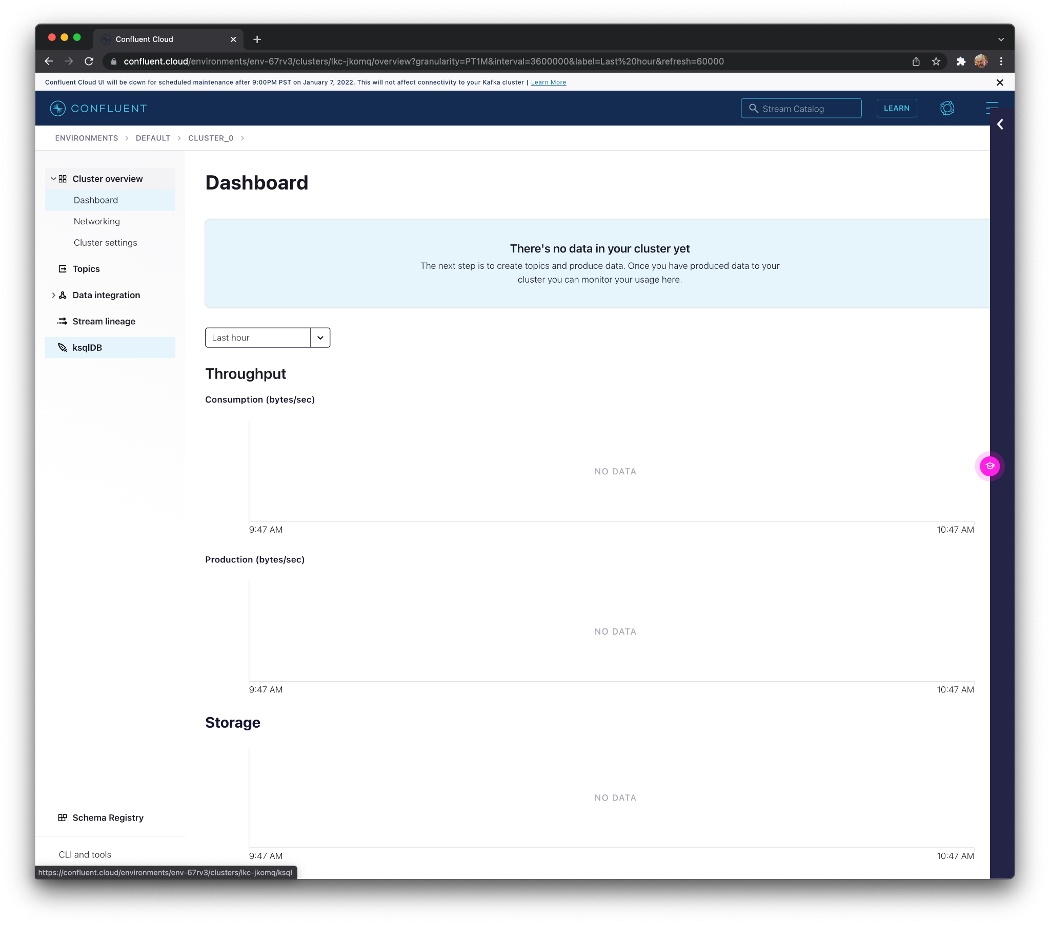 Confluent Cloud
confluent.cloud/environments/env-67rv3/clusters/lkc-jkomq/overview?granularity=PT1M&interval=3600000&label=Last%20hour&refresh=60000
Confluent Cloud UI will be down for scheduled maintenance after 9:00PM PST on January 7, 2022. This will not affect connectivity to your Kafka cluster | Learn More
CONFLUENT
Stream Catalog
LEARN
ENVIRONMENTS > DEFAULT > CLUSTER_0 >
Cluster overview
Dashboard
Networking
Cluster settings
Topics
Data integration
Stream lineage
ksqlDB
Schema Registry
CLI and tools
Dashboard
There's no data in your cluster yet
The next step is to create topics and produce data. Once you have produced data to your
cluster you can monitor your usage here.
Last hour
Throughput
Consumption (bytes/sec)
NO DATA
9:47 AM 10:47 AM
Production (bytes/sec)
NO DATA
9:47 AM 10:47 AM
Storage
NO DATA
9:47 AM 10:47 AM
https://confluent.cloud/environments/env-67rv3/clusters/lkc-jkomq/ksql